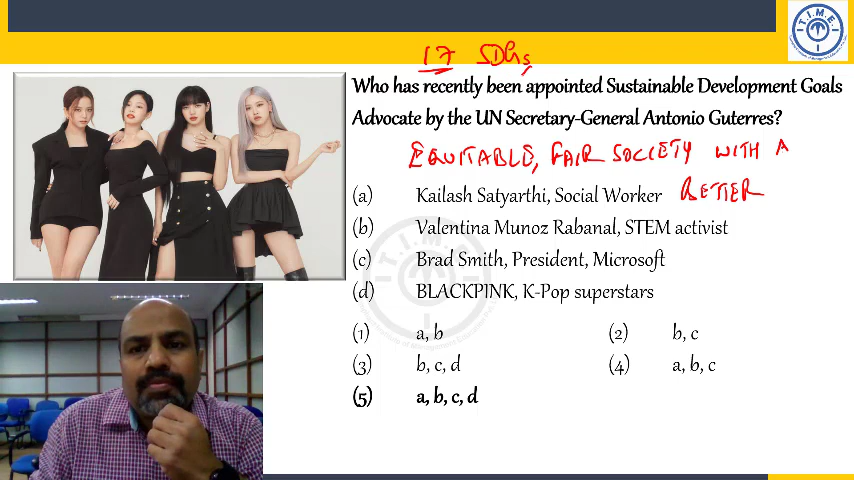 T.I.M.E.
17 SDGs
Who has recently been appointed Sustainable Development Goals
Advocate by the UN Secretary-General Antonio Guterres?
EQUITABLE, FAIR SOCIETY WITH A
BETTER
(a) Kailash Satyarthi, Social Worker
(b) Valentina Munoz Rabanal, STEM activist
(c) Brad Smith, President, Microsoft
(d) BLACKPINK, K-Pop superstars
(1) a, b (2) b, c
(3) b, c, d (4) a, b, c
(5) a, b, c, d